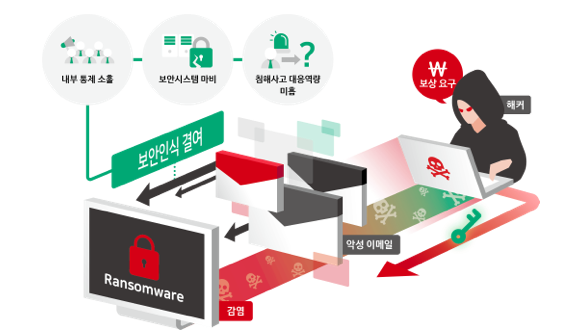 내부 통제 소홀
보안시스템 마비
침해사고 대응역량
미흡
₩
보상 요구
해커
보안인식 결여
악성 이메일
Ransomware
감염